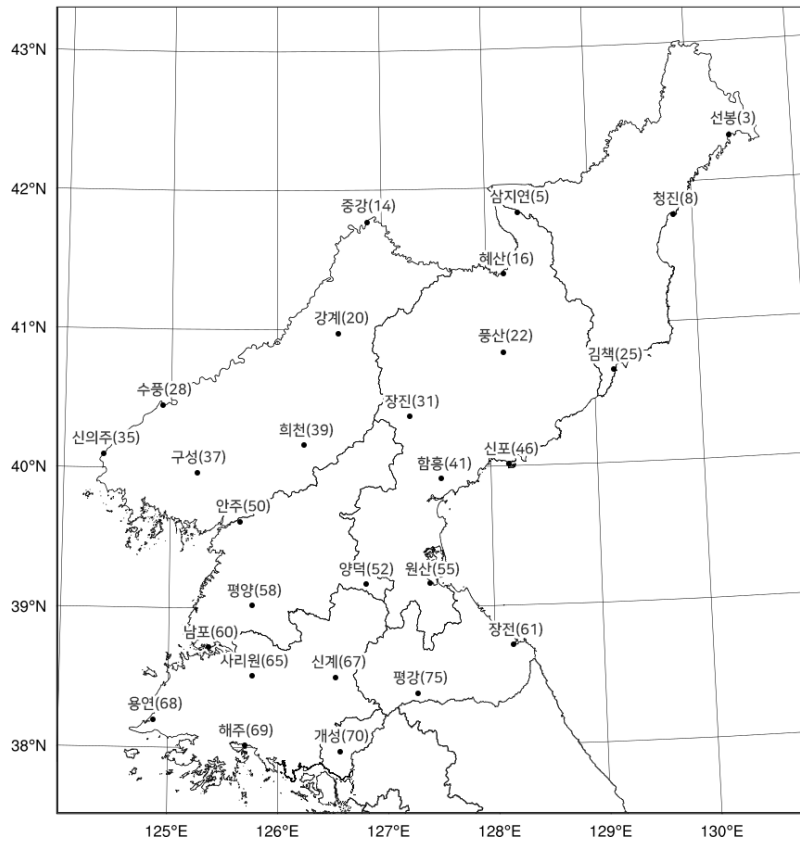 43°N
선봉(3)
42°N
삼지연(5)
청진(8)
중강(14)
혜산(16)
강계(20)
41°N
풍산(22)
김책(25)
수풍(28)
장진(31)
신의주(35)
희천(39)
구성(37)
신포(46)
함흥(41)
40°N
안주(50)
양덕(52)
원산(55)
평양(58)
39°N
남포(60)
장전(61)
사리원(65)
신계(67)
평강(75)
용연(68)
해주(69)
개성(70)
38°N
125°E 126°E 127°E 128°E 129°E 130°E